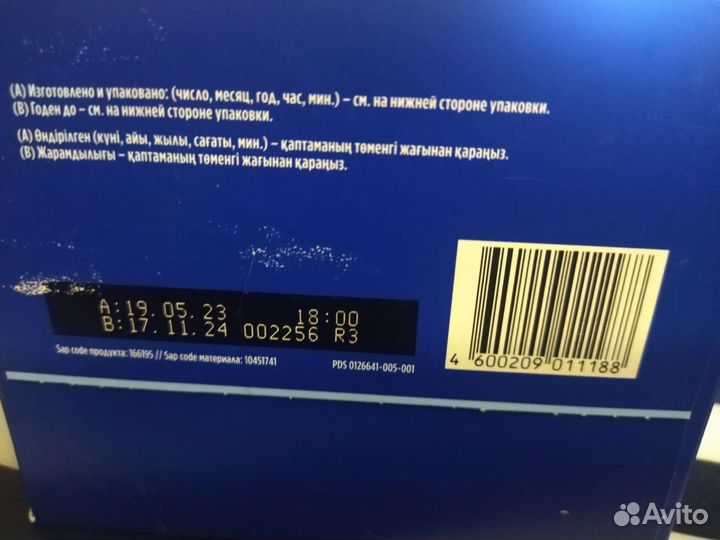 (A) Изготовлено и упаковано: (число, месяц, год, час, мин.) – см. на нижней стороне упаковки.
(B) Годен до – см. на нижней стороне упаковки.
(A) Өндірілген (күні, айы, жылы, сағаты, мин.) – қаптаманың төменгі жағынан қараңыз.
(B) Жарамдылығы – қаптаманың төменгі жағынан қараңыз.
A:19.05.23 18:00
B:17.11.24 002256 R3
Sap code продукта: 166195 // Sap code материала: 10451741 PDS 0126641-005-001
4 600209 011188
Avito